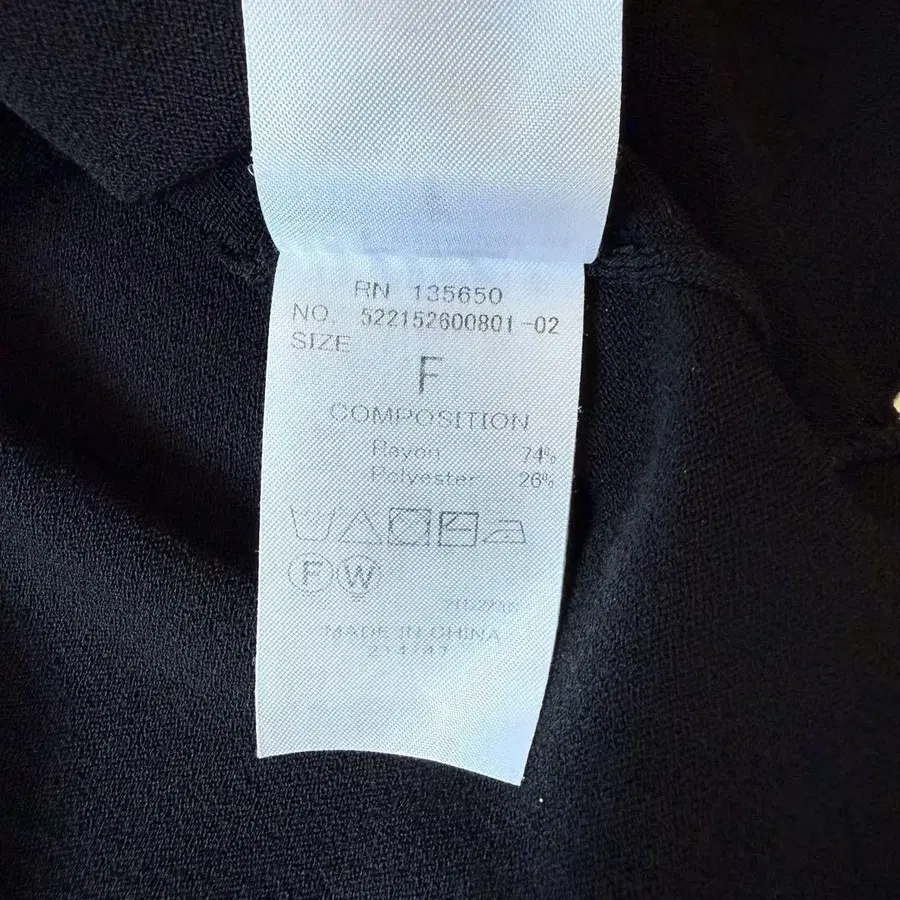 RN 135650
NO. 522152600801-02
SIZE
F
COMPOSITION
Rayon 74%
Polyester 26%
F W
MADE IN CHINA